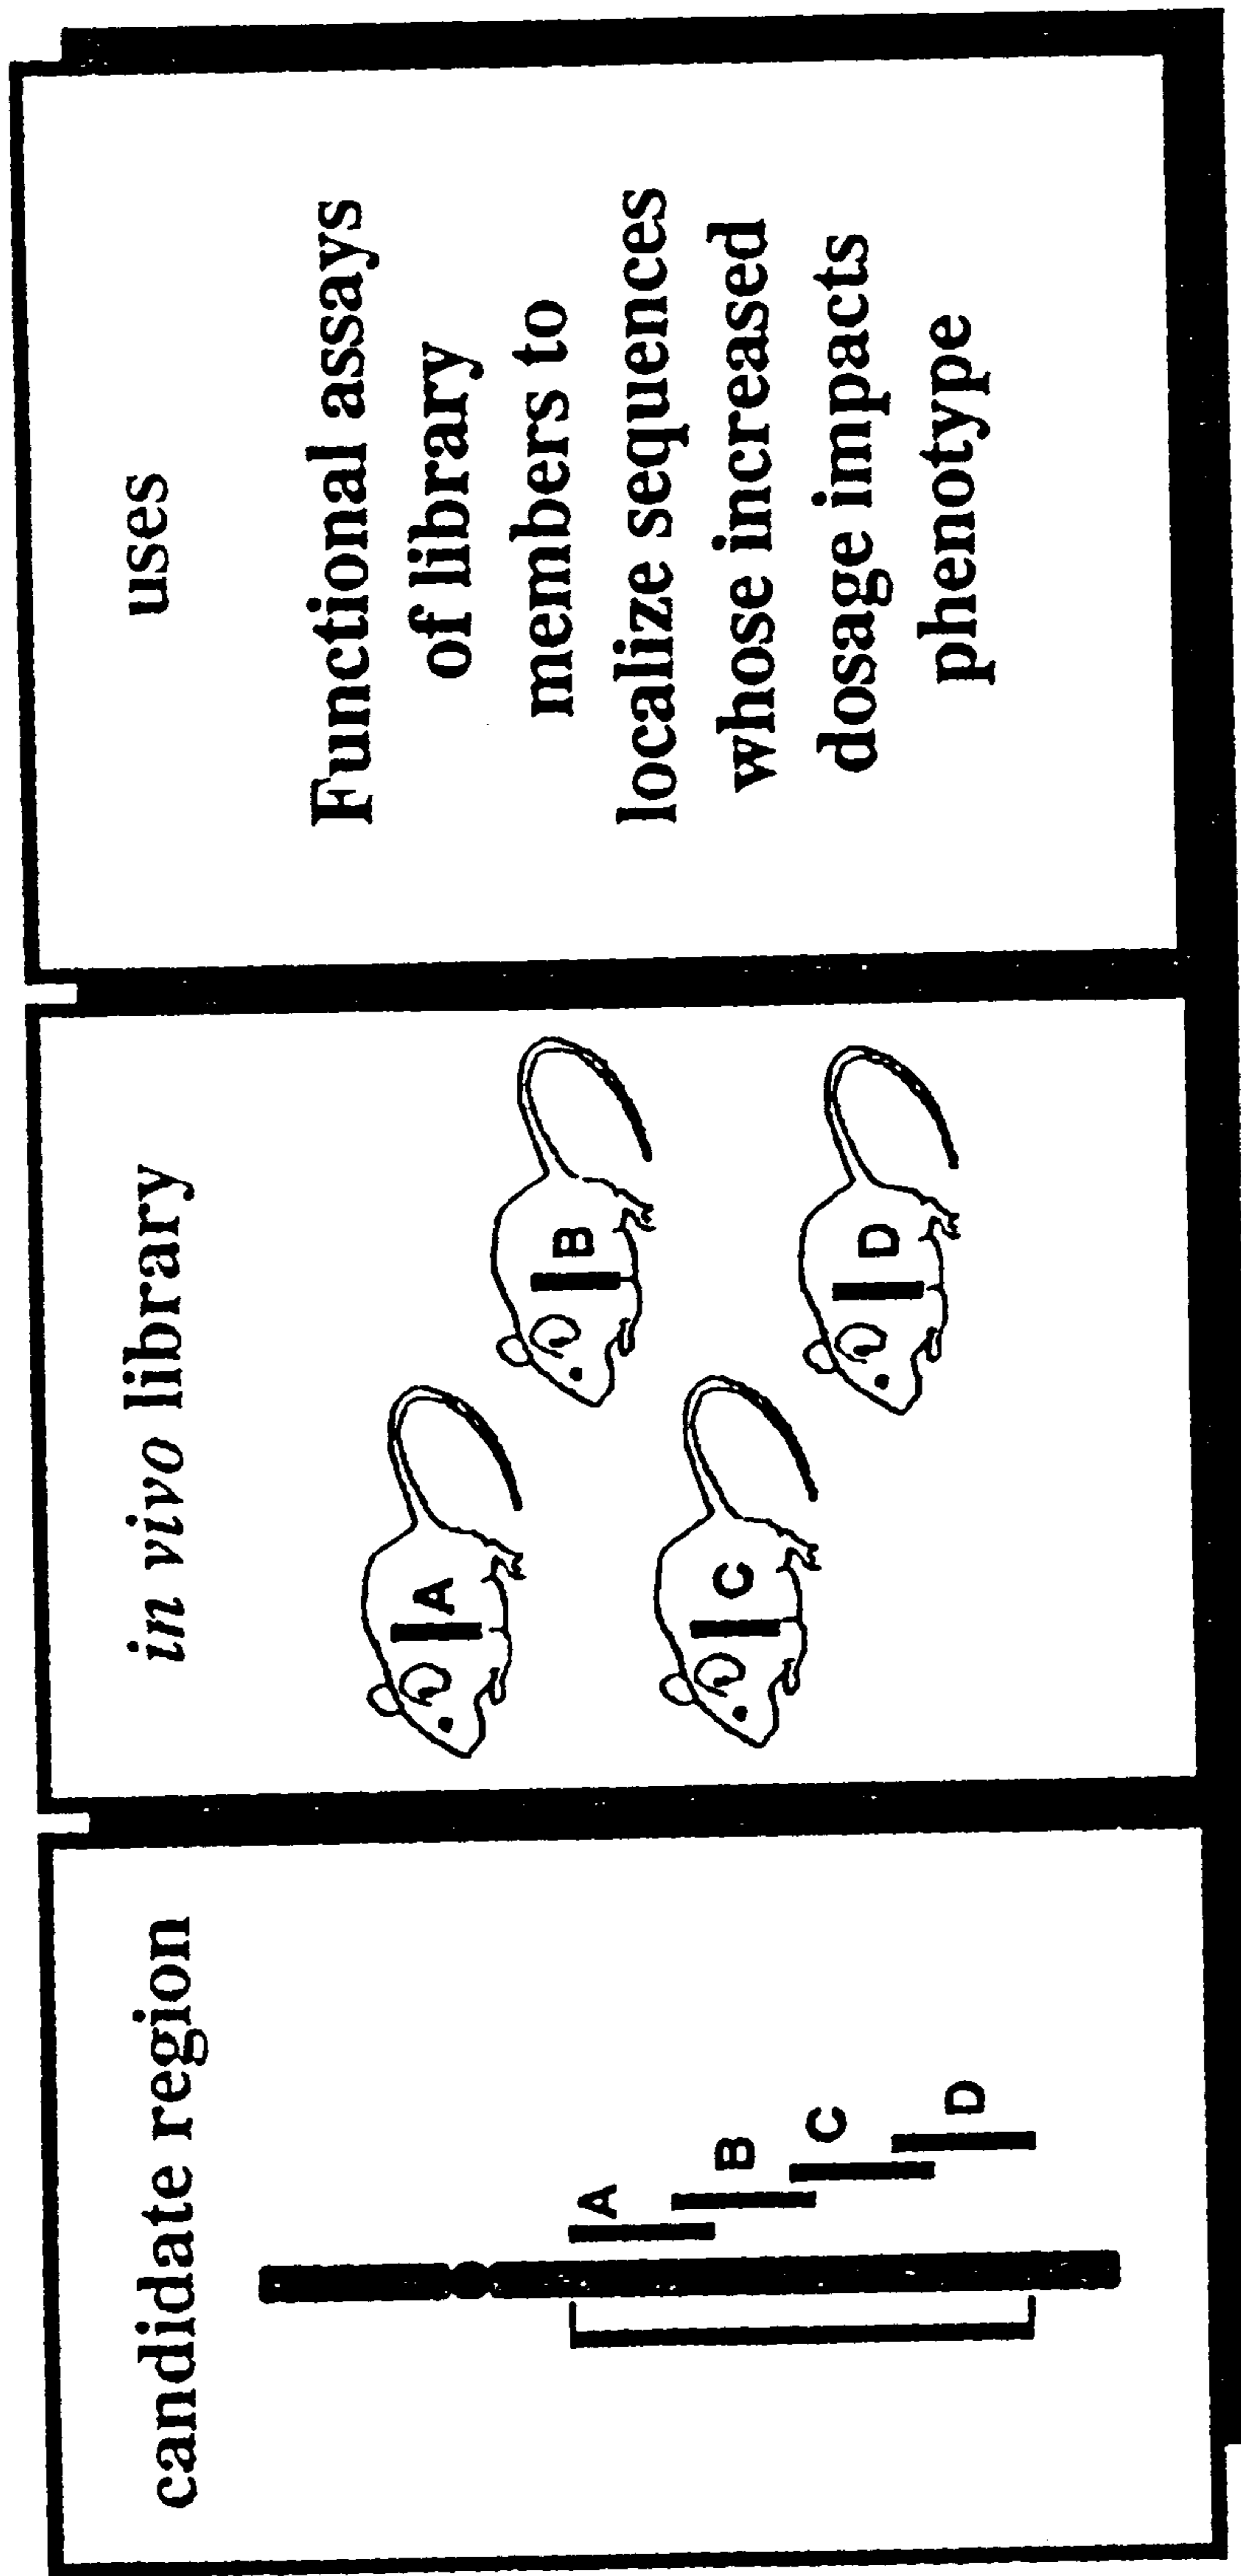 candidate region
A
B
C
D
in vivo library
A
B
C
D
uses
Functional assays
of library
members to
localize sequences
whose increased
dosage impacts
phenotype